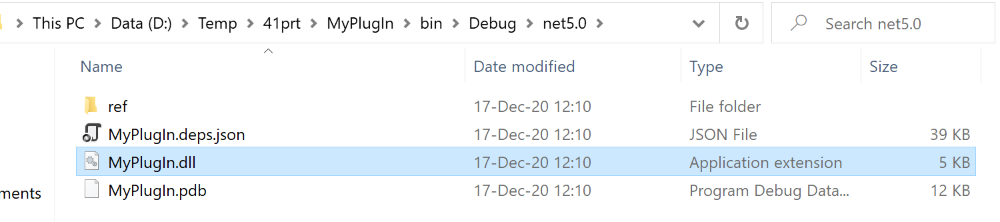 This PC > Data (D:) > Temp > 41prt > MyPlugIn > bin > Debug > net5.0 > Search net5.0
Name Date modified Type Size
ref 17-Dec-20 12:10 File folder
MyPlugIn.deps.json 17-Dec-20 12:10 JSON File 39 KB
MyPlugIn.dll 17-Dec-20 12:10 Application extension 5 KB
ments MyPlugIn.pdb 17-Dec-20 12:10 Program Debug Data... 12 KB